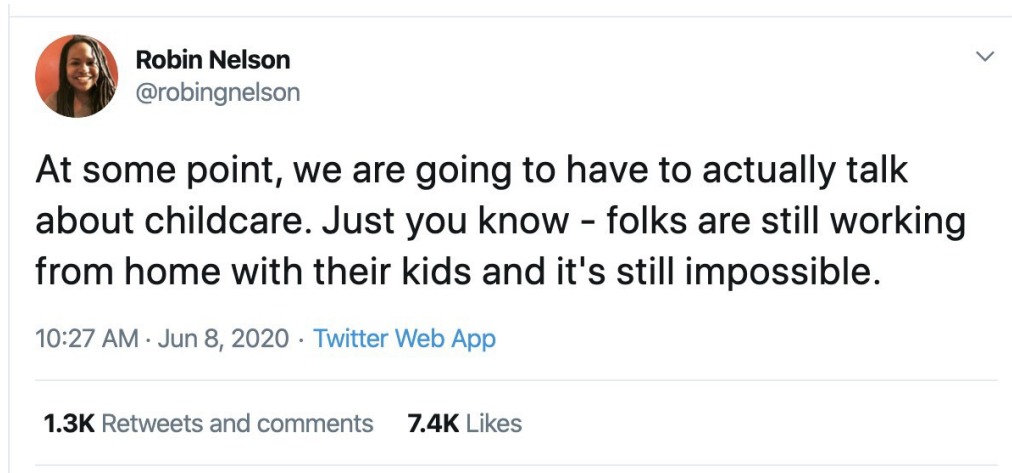 Robin Nelson
@robingnelson
At some point, we are going to have to actually talk
about childcare. Just you know - folks are still working
from home with their kids and it's still impossible.
10:27 AM · Jun 8, 2020 · Twitter Web App
1.3K Retweets and comments 7.4K Likes